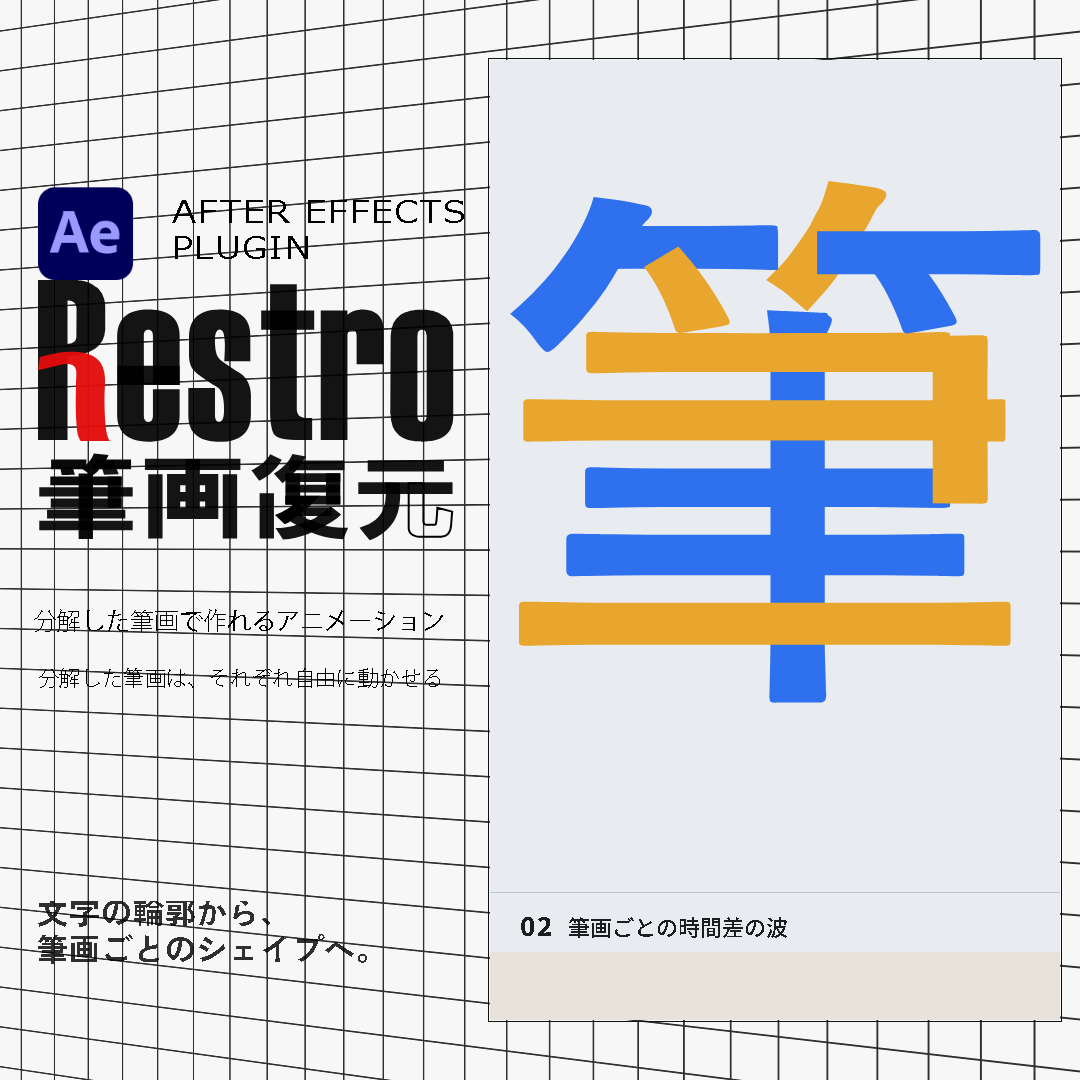 Ae
AFTER EFFECTS
PLUGIN
Restro
筆画復元
分解した筆画で作れるアニメーション
分解した筆画は、それぞれ自由に動かせる
文字の輪郭から、
筆画ごとのシェイプへ。
筆
02 筆画ごとの時間差の波